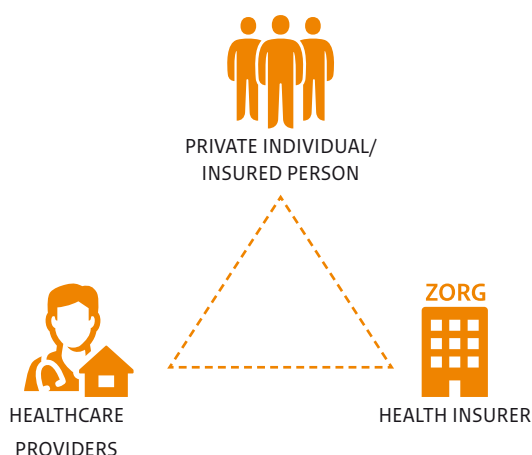 PRIVATE INDIVIDUAL/
INSURED PERSON
ZORG
HEALTHCARE
PROVIDERS
HEALTH INSURER